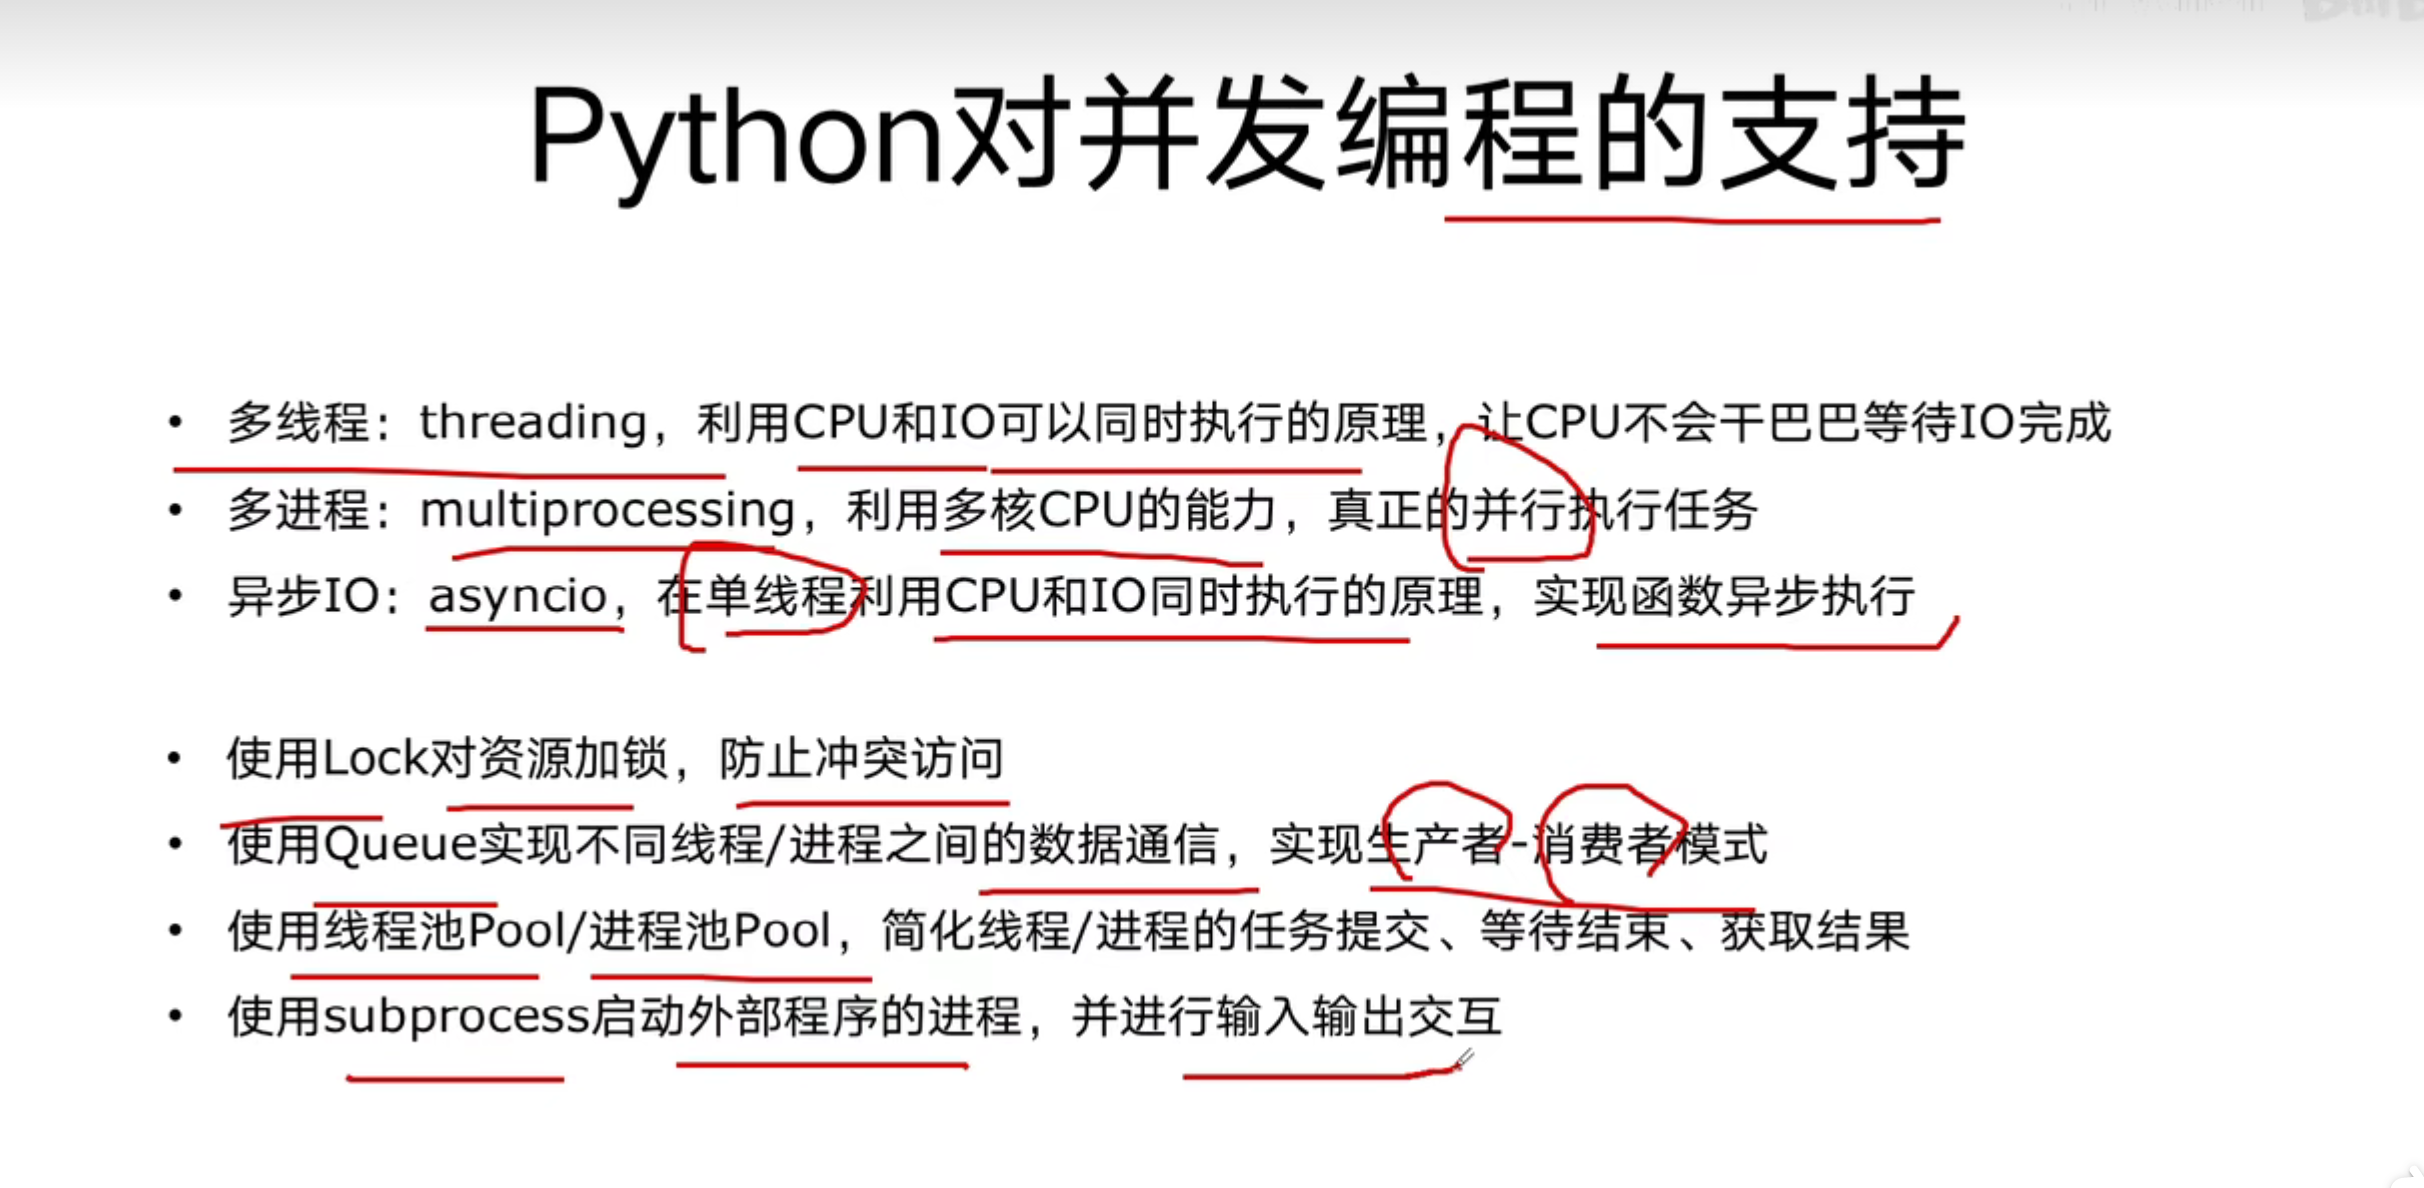 Python对并发编程的支持
• 多线程：threading，利用CPU和IO可以同时执行的原理，让CPU不会干巴巴等待IO完成
• 多进程：multiprocessing，利用多核CPU的能力，真正的并行执行任务
• 异步IO：asyncio，在单线程利用CPU和IO同时执行的原理，实现函数异步执行
• 使用Lock对资源加锁，防止冲突访问
• 使用Queue实现不同线程/进程之间的数据通信，实现生产者-消费者模式
• 使用线程池Pool/进程池Pool，简化线程/进程的任务提交、等待结束、获取结果
• 使用subprocess启动外部程序的进程，并进行输入输出交互